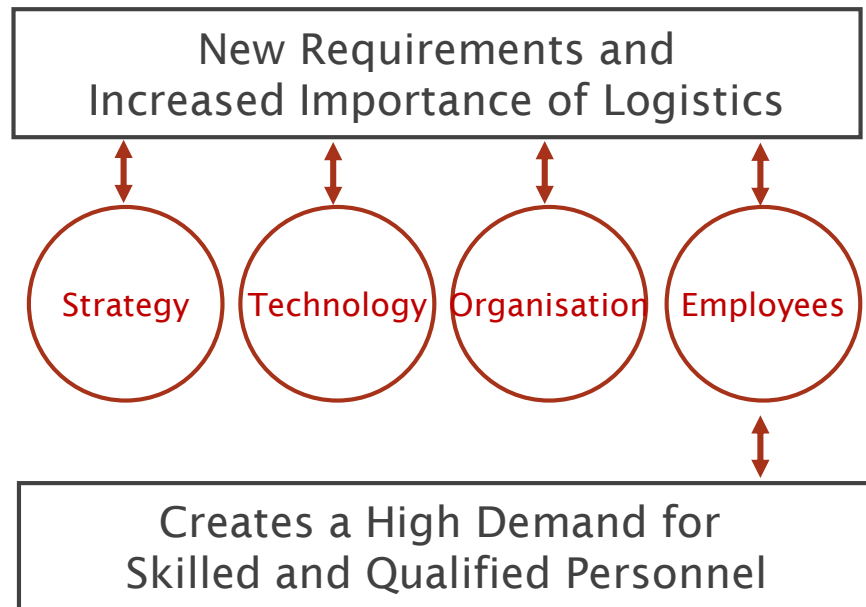 New Requirements and
Increased Importance of Logistics
Strategy
Technology
Organisation
Employees
Creates a High Demand for
Skilled and Qualified Personnel